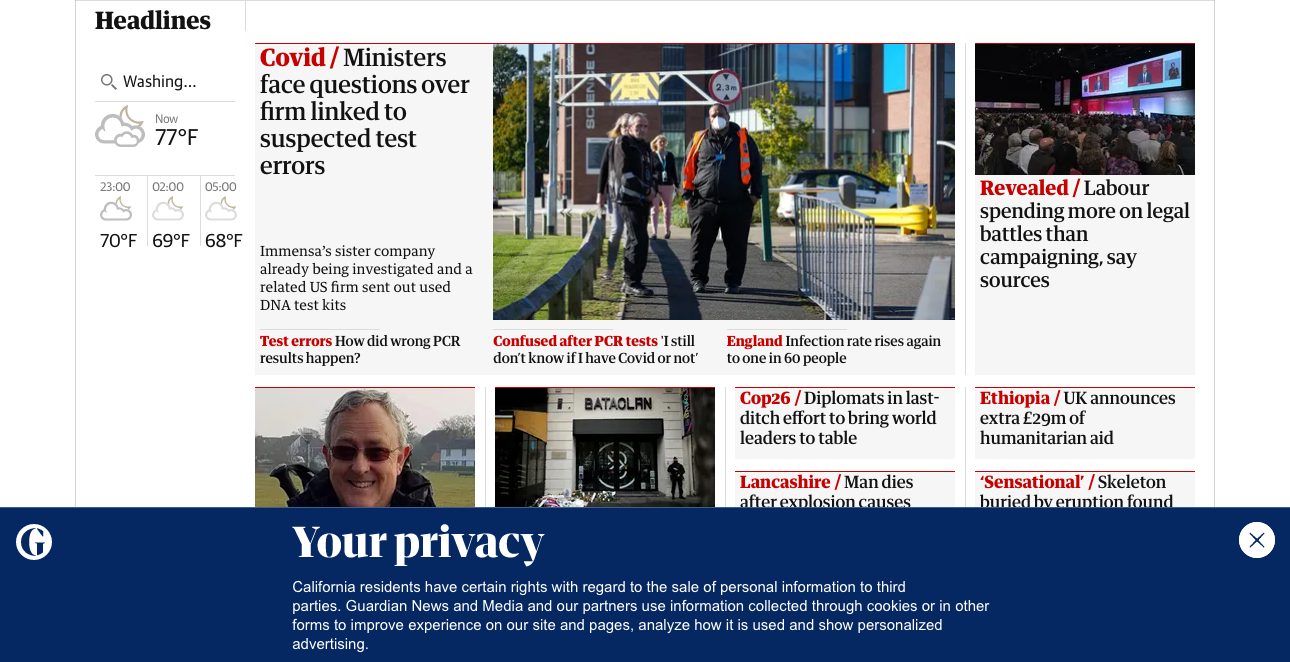 Headlines
Washing...
Now
77°F
23:00
02:00
05:00
70°F
69°F
68°F
Covid / Ministers
face questions over
firm linked to
suspected test
errors
Immensa’s sister company
already being investigated and a
related US firm sent out used
DNA test kits
SCIENCE C
2.3m
Revealed / Labour
spending more on legal
battles than
campaigning, say
sources
Test errors How did wrong PCR
results happen?
Confused after PCR tests 'I still
don’t know if I have Covid or not’
England Infection rate rises again
to one in 60 people
BATACLAN
Cop26 / Diplomats in last-
ditch effort to bring world
leaders to table
Ethiopia / UK announces
extra £29m of
humanitarian aid
Lancashire / Man dies
after explosion causes
‘Sensational’ / Skeleton
buried by eruption found
G
Your privacy
California residents have certain rights with regard to the sale of personal information to third
parties. Guardian News and Media and our partners use information collected through cookies or in other
forms to improve experience on our site and pages, analyze how it is used and show personalized
advertising.